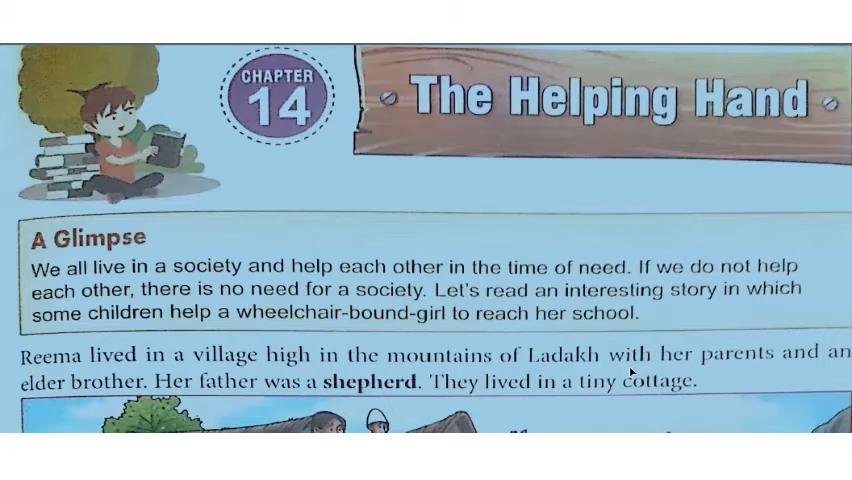 CHAPTER
14
The Helping Hand
A Glimpse
We all live in a society and help each other in the time of need. If we do not help
each other, there is no need for a society. Let's read an interesting story in which
some children help a wheelchair-bound-girl to reach her school.
Reema lived in a village high in the mountains of Ladakh with her parents and an
elder brother. Her father was a shepherd. They lived in a tiny cottage.